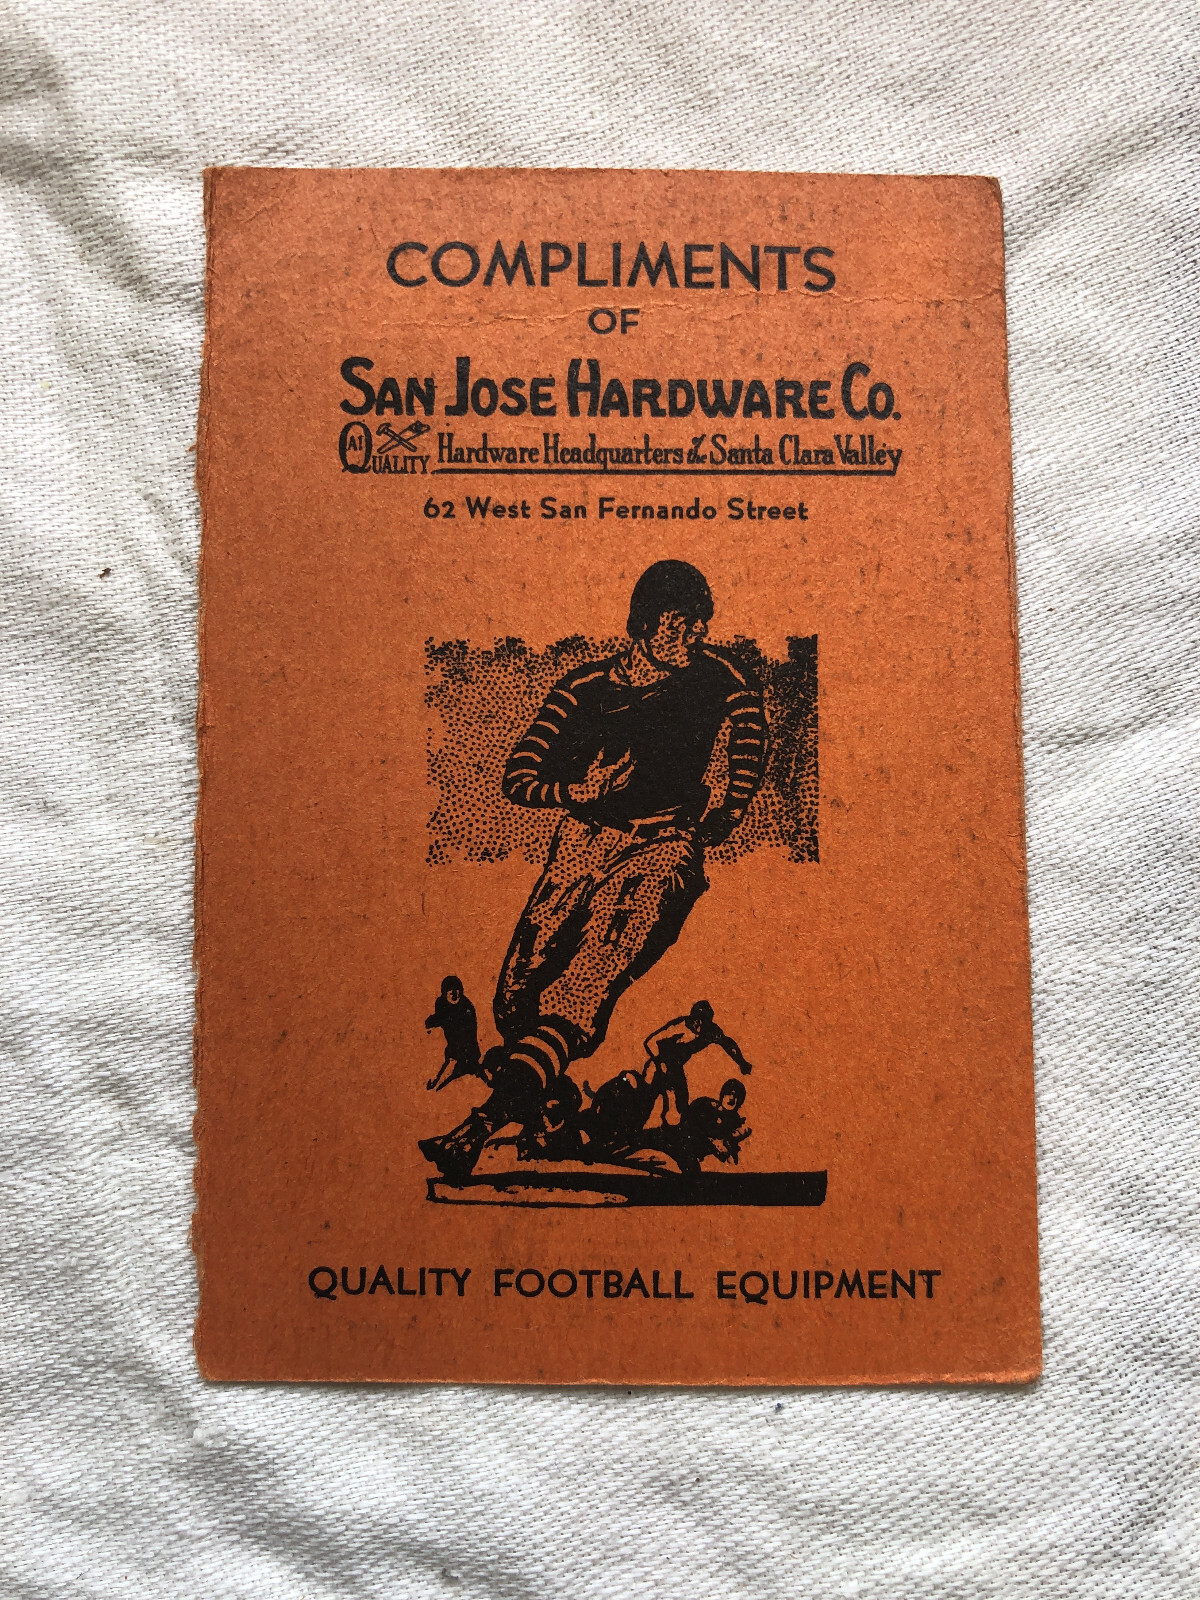 COMPLIMENTS
OF
SAN JOSE HARDWARE CO.
A1 QUALITY Hardware Headquarters of the Santa Clara Valley
62 West San Fernando Street
QUALITY FOOTBALL EQUIPMENT